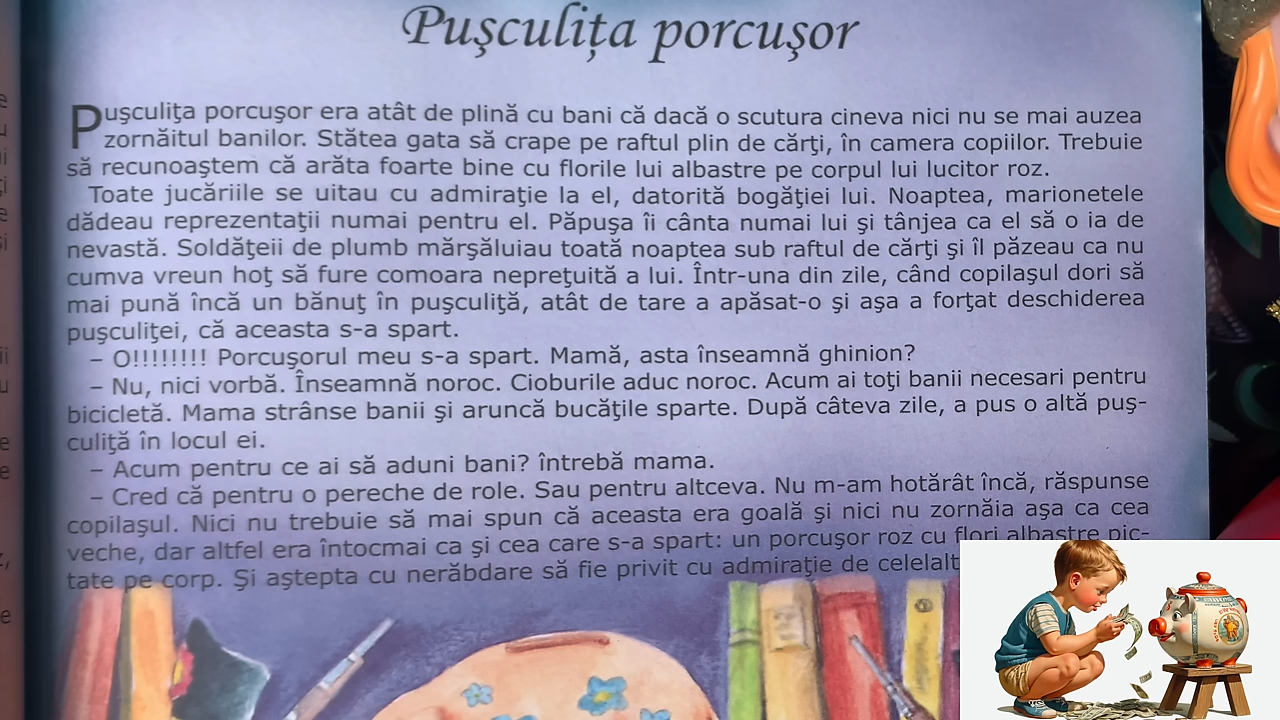 Pușculița porcușor
Puşculiţa porcuşor era atât de plină cu bani că dacă o scutura cineva nici nu se mai auzea
zornăitul banilor. Stătea gata să crape pe raftul plin de cărţi, în camera copiilor. Trebuie
să recunoaştem că arăta foarte bine cu florile lui albastre pe corpul lui lucitor roz.
Toate jucăriile se uitau cu admiraţie la el, datorită bogăţiei lui. Noaptea, marionetele
dădeau reprezentaţii numai pentru el. Păpuşa îi cânta numai lui şi tânjea ca el să o ia de
nevastă. Soldăţeii de plumb mărşăluiau toată noaptea sub raftul de cărţi şi îl păzeau ca nu
cumva vreun hoţ să fure comoara nepreţuită a lui. Într-una din zile, când copilaşul dori să
mai pună încă un bănuţ în puşculiţă, atât de tare a apăsat-o şi aşa a forţat deschiderea
puşculiţei, că aceasta s-a spart.
– O!!!!!!!! Porcuşorul meu s-a spart. Mamă, asta înseamnă ghinion?
– Nu, nici vorbă. Înseamnă noroc. Cioburile aduc noroc. Acum ai toţi banii necesari pentru
bicicletă. Mama strânse banii şi aruncă bucăţile sparte. După câteva zile, a pus o altă puş-
culiţă în locul ei.
– Acum pentru ce ai să aduni bani? întrebă mama.
– Cred că pentru o pereche de role. Sau pentru altceva. Nu m-am hotărât încă, răspunse
copilaşul. Nici nu trebuie să mai spun că aceasta era goală şi nici nu zornăia aşa ca cea
veche, dar altfel era întocmai ca şi cea care s-a spart: un porcuşor roz cu flori albastre pic-
tate pe corp. Şi aştepta cu nerăbdare să fie privit cu admiraţie de celelalt